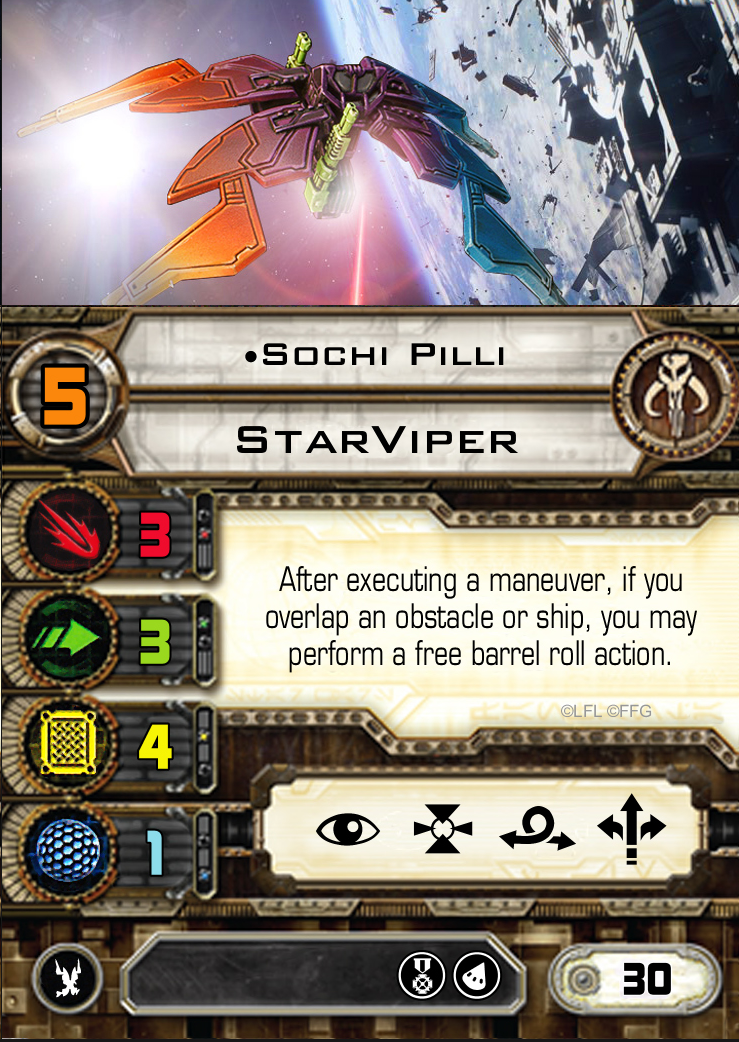 •Sochi Pilli
5
StarViper
3
After executing a maneuver, if you
overlap an obstacle or ship, you may
perform a free barrel roll action.
3
©LFL ©FFG
4
1
30